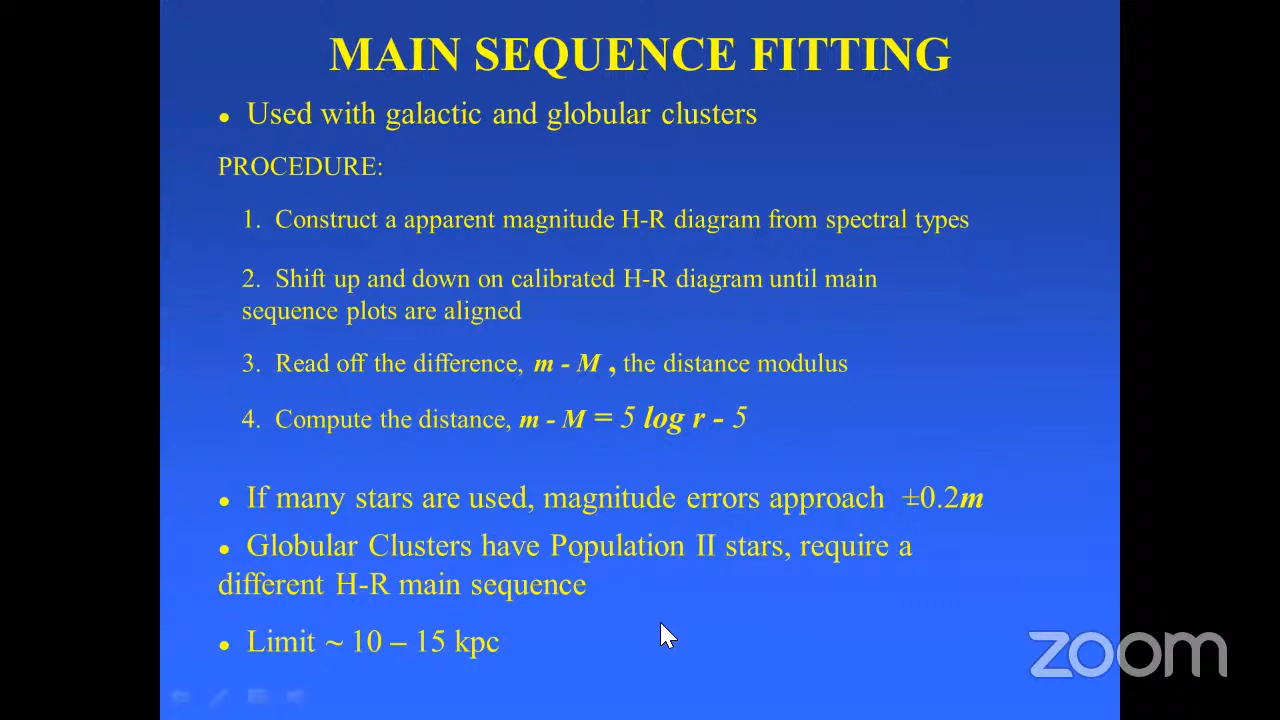 MAIN SEQUENCE FITTING
● Used with galactic and globular clusters
PROCEDURE:
1. Construct a apparent magnitude H-R diagram from spectral types
2. Shift up and down on calibrated H-R diagram until main
sequence plots are aligned
3. Read off the difference, m - M , the distance modulus
4. Compute the distance, m - M = 5 log r - 5
● If many stars are used, magnitude errors approach ±0.2m
● Globular Clusters have Population II stars, require a
different H-R main sequence
● Limit ~ 10 – 15 kpc
zoom